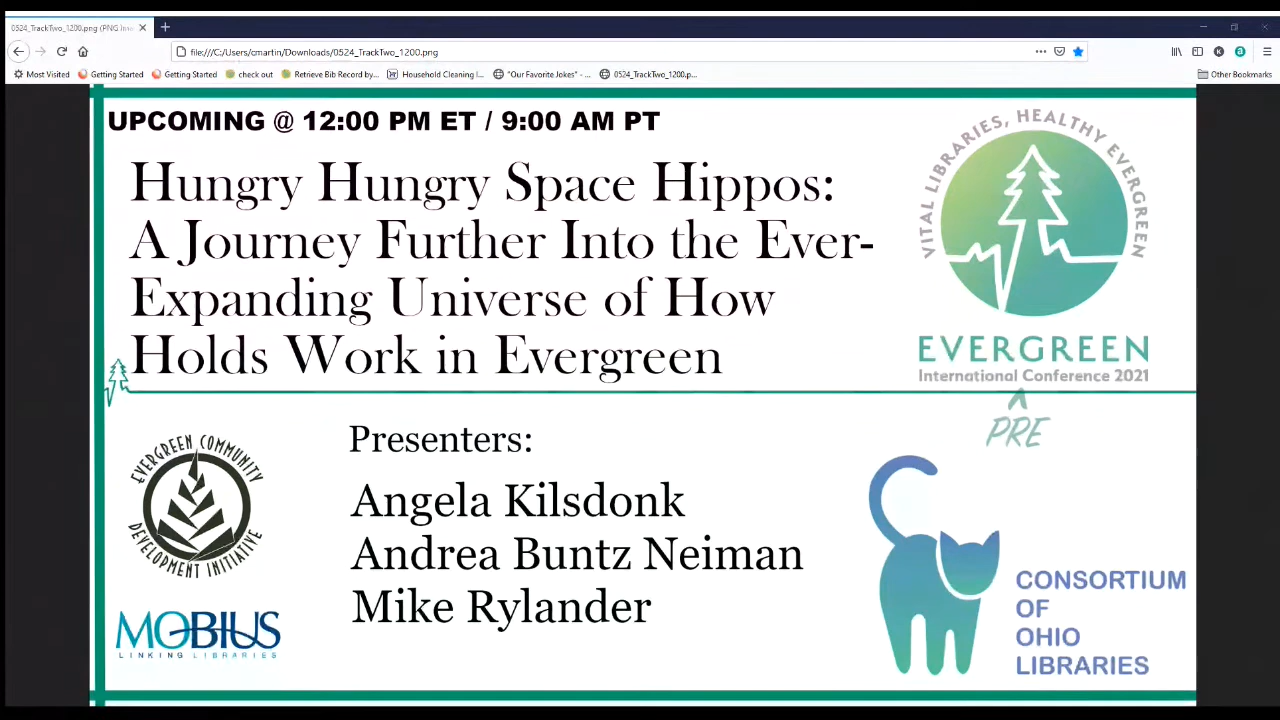 0524_TrackTwo_1200.png (PNG Ima
file:///C:/Users/cmartin/Downloads/0524_TrackTwo_1200.png
Most Visited
Getting Started
Getting Started
check out
Retrieve Bib Record by...
Household Cleaning I...
"Our Favorite Jokes" - ...
0524_TrackTwo_1200.p...
Other Bookmarks
UPCOMING @ 12:00 PM ET / 9:00 AM PT
Hungry Hungry Space Hippos:
A Journey Further Into the Ever-
Expanding Universe of How
Holds Work in Evergreen
VITAL LIBRARIES, HEALTHY EVERGREEN
EVERGREEN
International Conference 2021
^
PRE
Presenters:
Angela Kilsdonk
Andrea Buntz Neiman
Mike Rylander
EVERGREEN COMMUNITY
DEVELOPMENT INITIATIVE
MOBIUS
LINKING LIBRARIES
CONSORTIUM
OF
OHIO
LIBRARIES